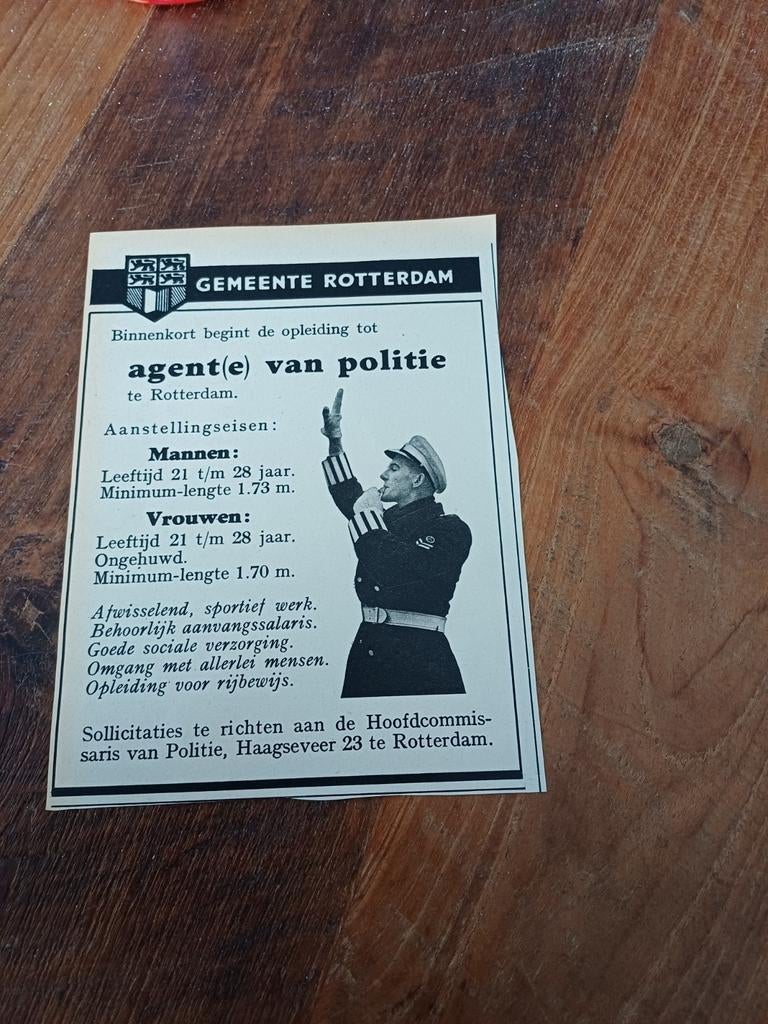 GEMEENTE ROTTERDAM
Binnenkort begint de opleiding tot
agent(e) van politie
te Rotterdam.
Aanstellingseisen:
Mannen:
Leeftijd 21 t/m 28 jaar.
Minimum-lengte 1.73 m.
Vrouwen:
Leeftijd 21 t/m 28 jaar.
Ongehuwd.
Minimum-lengte 1.70 m.
Afwisselend, sportief werk.
Behoorlijk aanvangssalaris.
Goede sociale verzorging.
Omgang met allerlei mensen.
Opleiding voor rijbewijs.
Sollicitaties te richten aan de Hoofdcommis-
saris van Politie, Haagseveer 23 te Rotterdam.